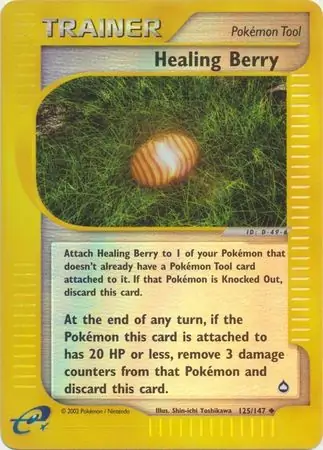 TRAINER
Pokémon Tool
Healing Berry
ID: D-49-#
Attach Healing Berry to 1 of your Pokémon that
doesn't already have a Pokémon Tool card
attached to it. If that Pokémon is Knocked Out,
discard this card.
At the end of any turn, if the
Pokémon this card is attached to
has 20 HP or less, remove 3 damage
counters from that Pokémon and
discard this card.
e
© 2002 Pokémon / Nintendo
Illus. Shin-ichi Yoshikawa
125/147